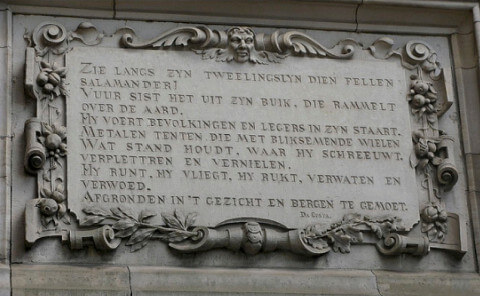 Zie langs zyn tweelingslyn dien fellen
salamander!
Vuur sist het uit zyn buik, die rammelt
over de aard.
Hy voert bevolkingen en legers in zyn staart.
Metalen tenten die met bliksemende wielen
Wat stand houdt, waar hy schreeuwt,
verplettren en vernielen.
Hy runt, hy vliegt, hy rukt, verwaten en
verwoed.
Afgronden in't gezicht en bergen te gemoet.
Da Costa.